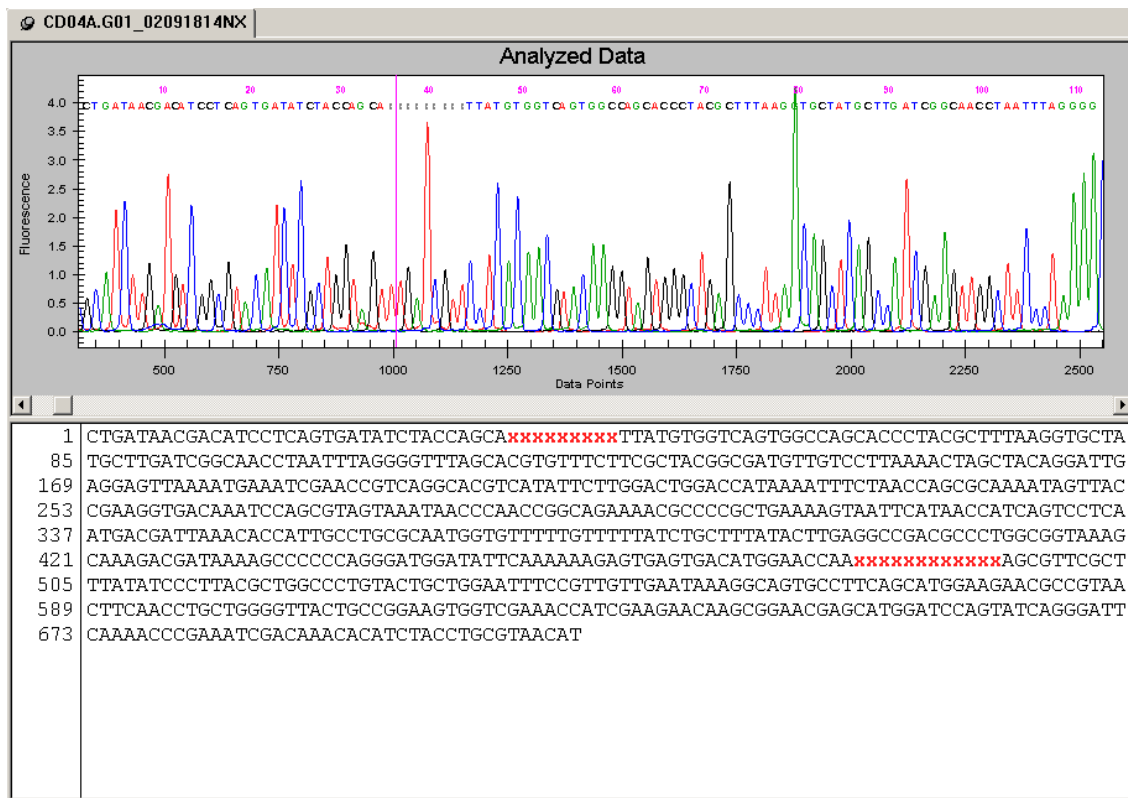 CD04A.G01_02091814NX
Analyzed Data
10 20 30 40 50 60 70 80 90 100 110
CTGATAACGACATCCTCAGTGATATCTACCAGCAxxxxxxxxxTTATGTGGTCAGTGGCCAGCACCCTACGCTTTAAGGTGCTATGCTTGATCGGCAACCTAATTTAGGGG
4.0
3.5
3.0
2.5
2.0
1.5
1.0
0.5
0.0
Fluorescence
500 750 1000 1250 1500 1750 2000 2250 2500
Data Points
1 CTGATAACGACATCCTCAGTGATATCTACCAGCAxxxxxxxxxTTATGTGGTCAGTGGCCAGCACCCTACGCTTTAAGGTGCTA
85 TGCTTGATCGGCAACCTAATTTAGGGGTTTAGCACGTGTTTCTTCGCTACGGCGATGTTGTCCTTAAAACTAGCTACAGGATTG
169 AGGAGTTAAAATGAAATCGAACCGTCAGGCACGTCATATTCTTGGACTGGACCATAAAATTTCTAACCAGCGCAAAATAGTTAC
253 CGAAGGTGACAAATCCAGCGTAGTAAATAACCCAACCGGCAGAAAACGCCCCGCTGAAAAGTAATTCATAACCATCAGTCCTCA
337 ATGACGATTAAACACCATTGCCTGCGCAATGGTGTTTTTGTTTTTATCTGCTTTATACTTGAGGCCGACGCCCTGGCGGTAAAG
421 CAAAGACGATAAAAGCCCCCCAGGGATGGATATTCAAAAAAGAGTGAGTGACATGGAACCAAxxxxxxxxxxxxAGCGTTCGCT
505 TTATATCCCTTACGCTGGCCCTGTACTGCTGGAATTTCCGTTGTTGAATAAAGGCAGTGCCTTCAGCATGGAAGAACGCCGTAA
589 CTTCAACCTGCTGGGGTTACTGCCGGAAGTGGTCGAAACCATCGAAGAACAAGCGGAACGAGCATGGATCCAGTATCAGGGATT
673 CAAAACCCGAAATCGACAAACACATCTACCTGCGTAACAT